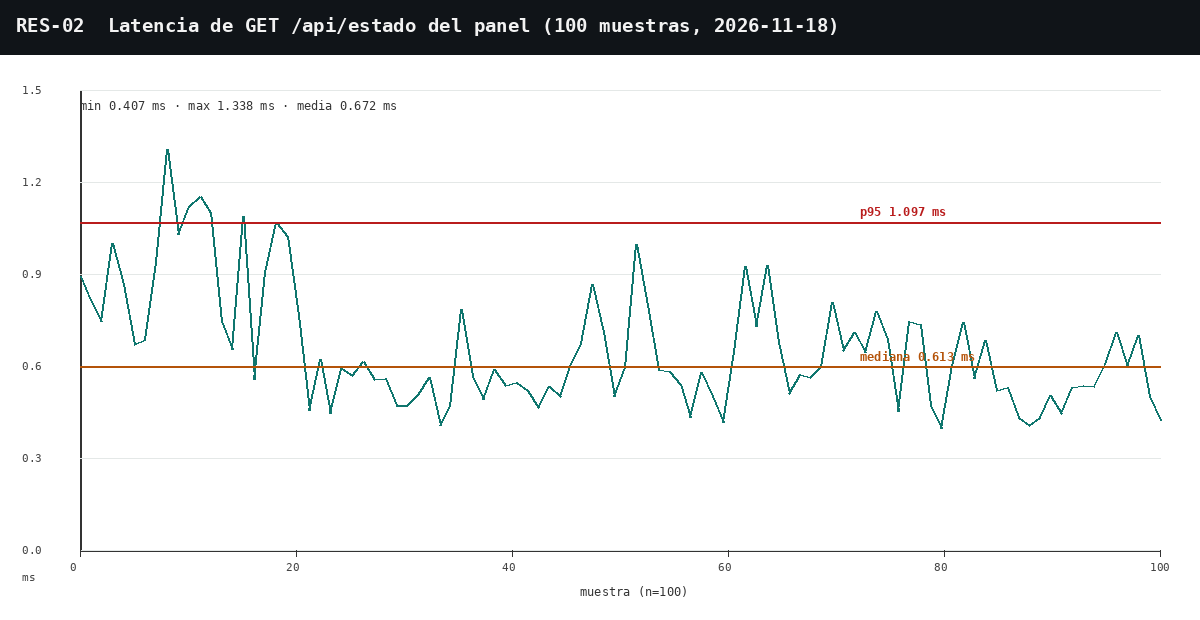 RES-02  Latencia de GET /api/estado del panel (100 muestras, 2026-11-18)
1.5
min 0.407 ms · max 1.338 ms · media 0.672 ms
1.2
p95 1.097 ms
0.9
mediana 0.613 ms
0.6
0.3
0.0
0 20 40 60 80 100
ms
muestra (n=100)